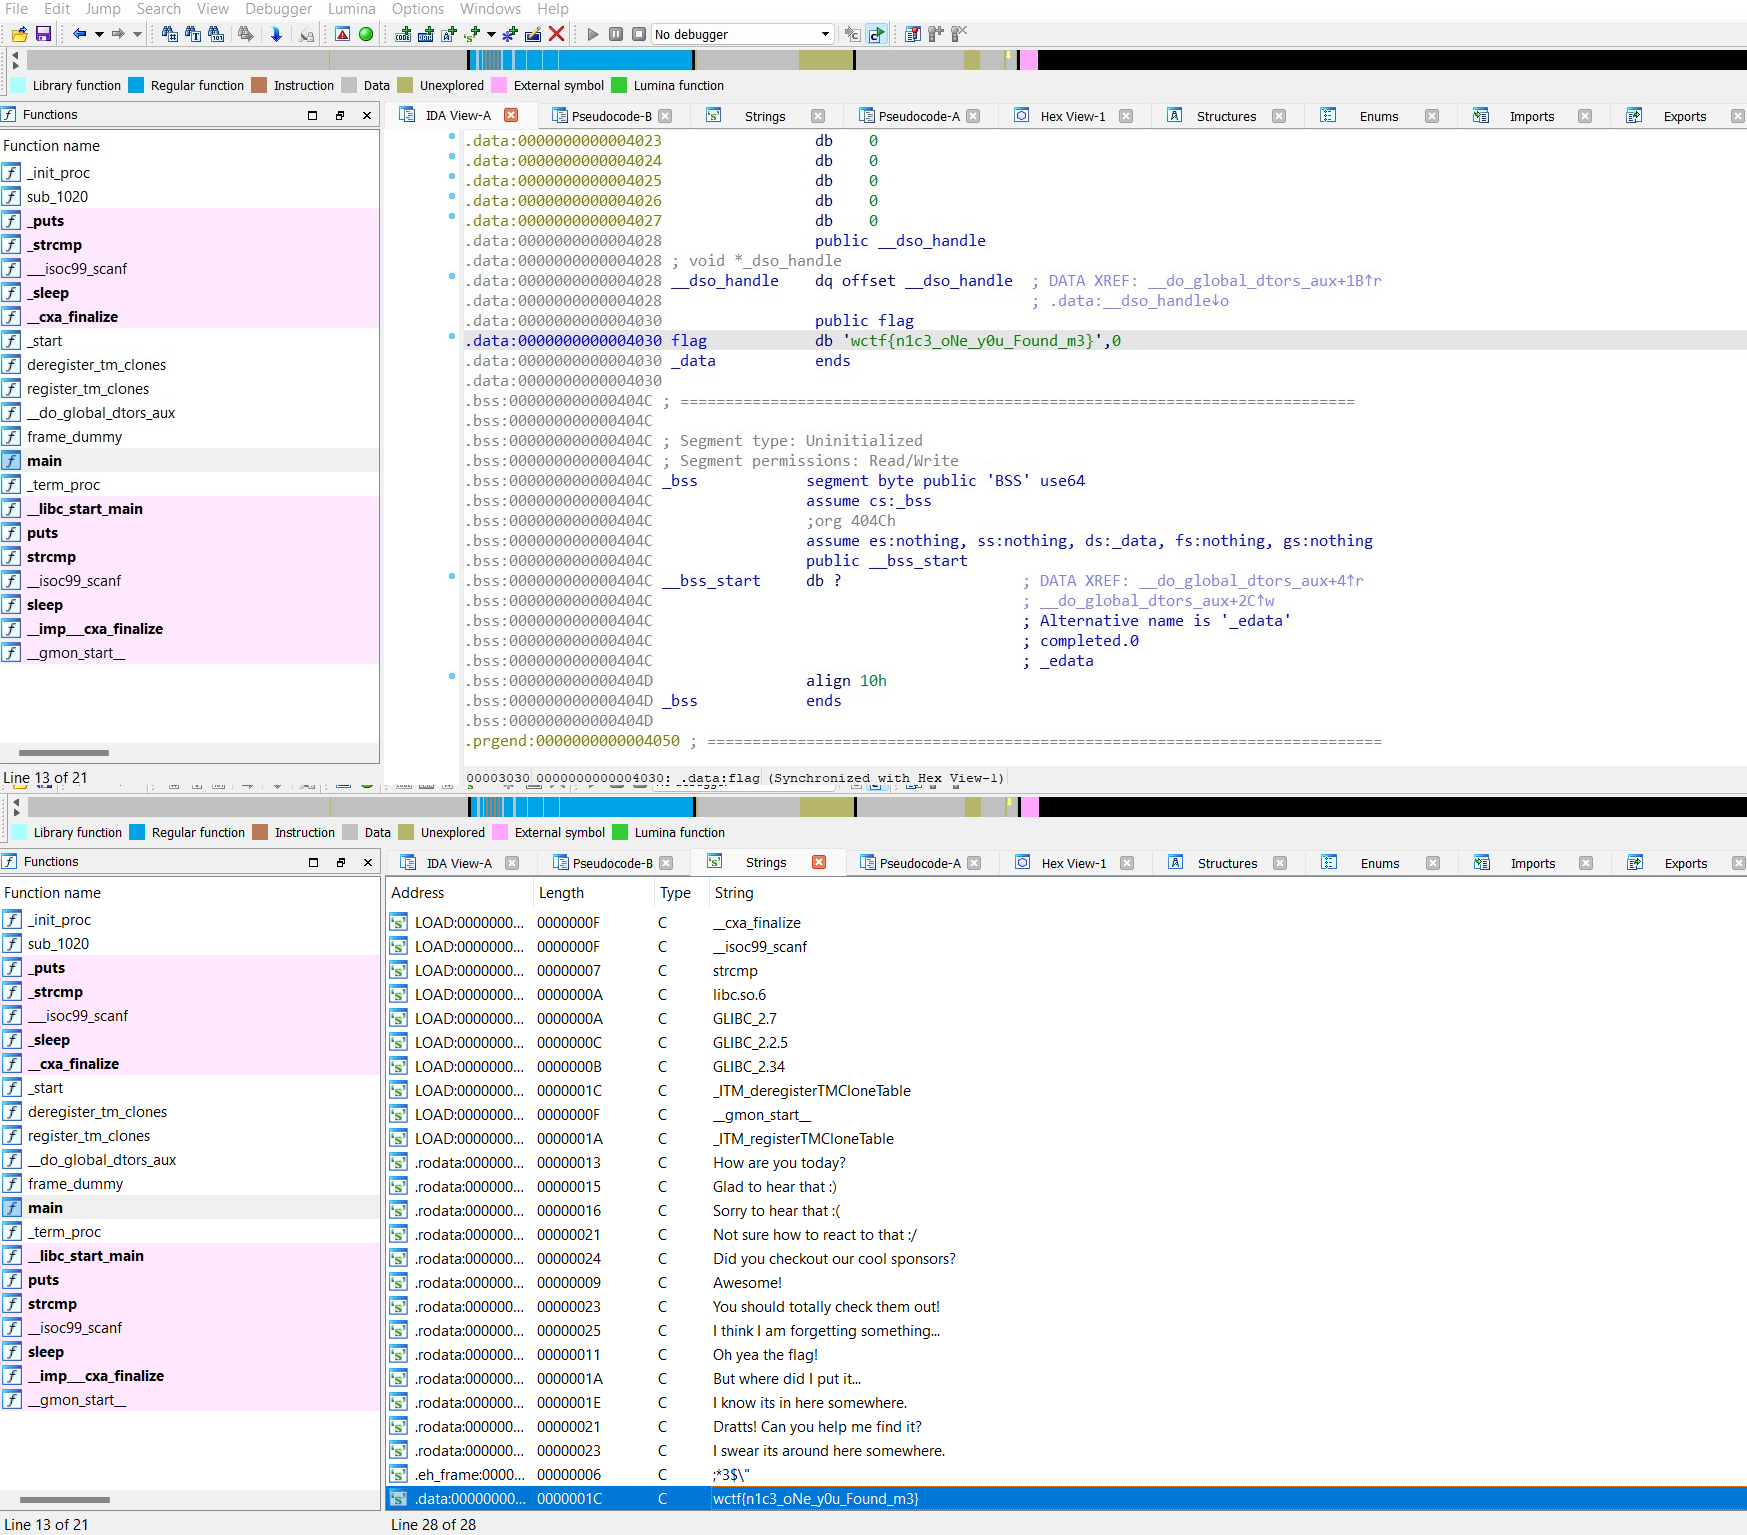 File Edit Jump Search View Debugger Lumina Options Windows Help
No debugger
Library function Regular function Instruction Data Unexplored External symbol Lumina function
Functions
Function name
_init_proc
sub_1020
_puts
_strcmp
___isoc99_scanf
_sleep
__cxa_finalize
_start
deregister_tm_clones
register_tm_clones
__do_global_dtors_aux
frame_dummy
main
_term_proc
__libc_start_main
puts
strcmp
__isoc99_scanf
sleep
__imp___cxa_finalize
__gmon_start__
Line 13 of 21
IDA View-A Pseudocode-B Strings Pseudocode-A Hex View-1 Structures Enums Imports Exports
.data:0000000000004023 db 0
.data:0000000000004024 db 0
.data:0000000000004025 db 0
.data:0000000000004026 db 0
.data:0000000000004027 db 0
.data:0000000000004028 public __dso_handle
.data:0000000000004028 ; void *_dso_handle
.data:0000000000004028 __dso_handle dq offset __dso_handle ; DATA XREF: __do_global_dtors_aux+1B↑r
.data:0000000000004028 ; .data:__dso_handle↓o
.data:0000000000004030 public flag
.data:0000000000004030 flag db 'wctf{n1c3_oNe_y0u_Found_m3}',0
.data:0000000000004030 _data ends
.data:0000000000004030
.bss:000000000000404C ; ===========================================================================
.bss:000000000000404C
.bss:000000000000404C ; Segment type: Uninitialized
.bss:000000000000404C ; Segment permissions: Read/Write
.bss:000000000000404C _bss segment byte public 'BSS' use64
.bss:000000000000404C assume cs:_bss
.bss:000000000000404C ;org 404Ch
.bss:000000000000404C assume es:nothing, ss:nothing, ds:_data, fs:nothing, gs:nothing
.bss:000000000000404C public __bss_start
.bss:000000000000404C __bss_start db ? ; DATA XREF: __do_global_dtors_aux+4↑r
.bss:000000000000404C ; __do_global_dtors_aux+2C↑w
.bss:000000000000404C ; Alternative name is '_edata'
.bss:000000000000404C ; completed.0
.bss:000000000000404C ; _edata
.bss:000000000000404D align 10h
.bss:000000000000404D _bss ends
.bss:000000000000404D
.prgend:0000000000004050 ; ===========================================================================
00003030 0000000000004030: .data:flag (Synchronized with Hex View-1)
Library function Regular function Instruction Data Unexplored External symbol Lumina function
Functions
Function name
_init_proc
sub_1020
_puts
_strcmp
___isoc99_scanf
_sleep
__cxa_finalize
_start
deregister_tm_clones
register_tm_clones
__do_global_dtors_aux
frame_dummy
main
_term_proc
__libc_start_main
puts
strcmp
__isoc99_scanf
sleep
__imp___cxa_finalize
__gmon_start__
Line 13 of 21
IDA View-A Pseudocode-B Strings Pseudocode-A Hex View-1 Structures Enums Imports Exports
Address Length Type String
LOAD:0000000... 0000000F C __cxa_finalize
LOAD:0000000... 0000000F C __isoc99_scanf
LOAD:0000000... 00000007 C strcmp
LOAD:0000000... 0000000A C libc.so.6
LOAD:0000000... 0000000A C GLIBC_2.7
LOAD:0000000... 0000000C C GLIBC_2.2.5
LOAD:0000000... 0000000B C GLIBC_2.34
LOAD:0000000... 0000001C C _ITM_deregisterTMCloneTable
LOAD:0000000... 0000000F C __gmon_start__
LOAD:0000000... 0000001A C _ITM_registerTMCloneTable
.rodata:000000... 00000013 C How are you today?
.rodata:000000... 00000015 C Glad to hear that :)
.rodata:000000... 00000016 C Sorry to hear that :(
.rodata:000000... 00000021 C Not sure how to react to that :/
.rodata:000000... 00000024 C Did you checkout our cool sponsors?
.rodata:000000... 00000009 C Awesome!
.rodata:000000... 00000023 C You should totally check them out!
.rodata:000000... 00000025 C I think I am forgetting something...
.rodata:000000... 00000011 C Oh yea the flag!
.rodata:000000... 0000001A C But where did I put it...
.rodata:000000... 0000001E C I know its in here somewhere.
.rodata:000000... 00000021 C Dratts! Can you help me find it?
.rodata:000000... 00000023 C I swear its around here somewhere.
.eh_frame:0000... 00000006 C ;*3$\"
.data:00000000... 0000001C C wctf{n1c3_oNe_y0u_Found_m3}
Line 28 of 28